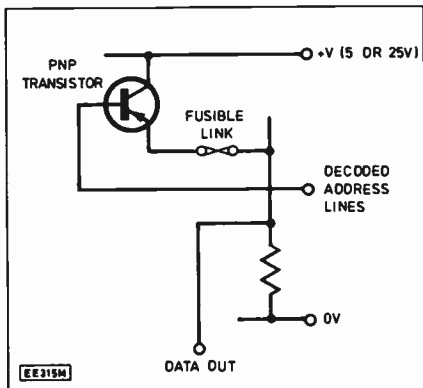 PNP
TRANSISTOR
+V (5 OR 25V)
FUSIBLE
LINK
DECODED
ADDRESS
LINES
0V
DATA OUT
EE315M